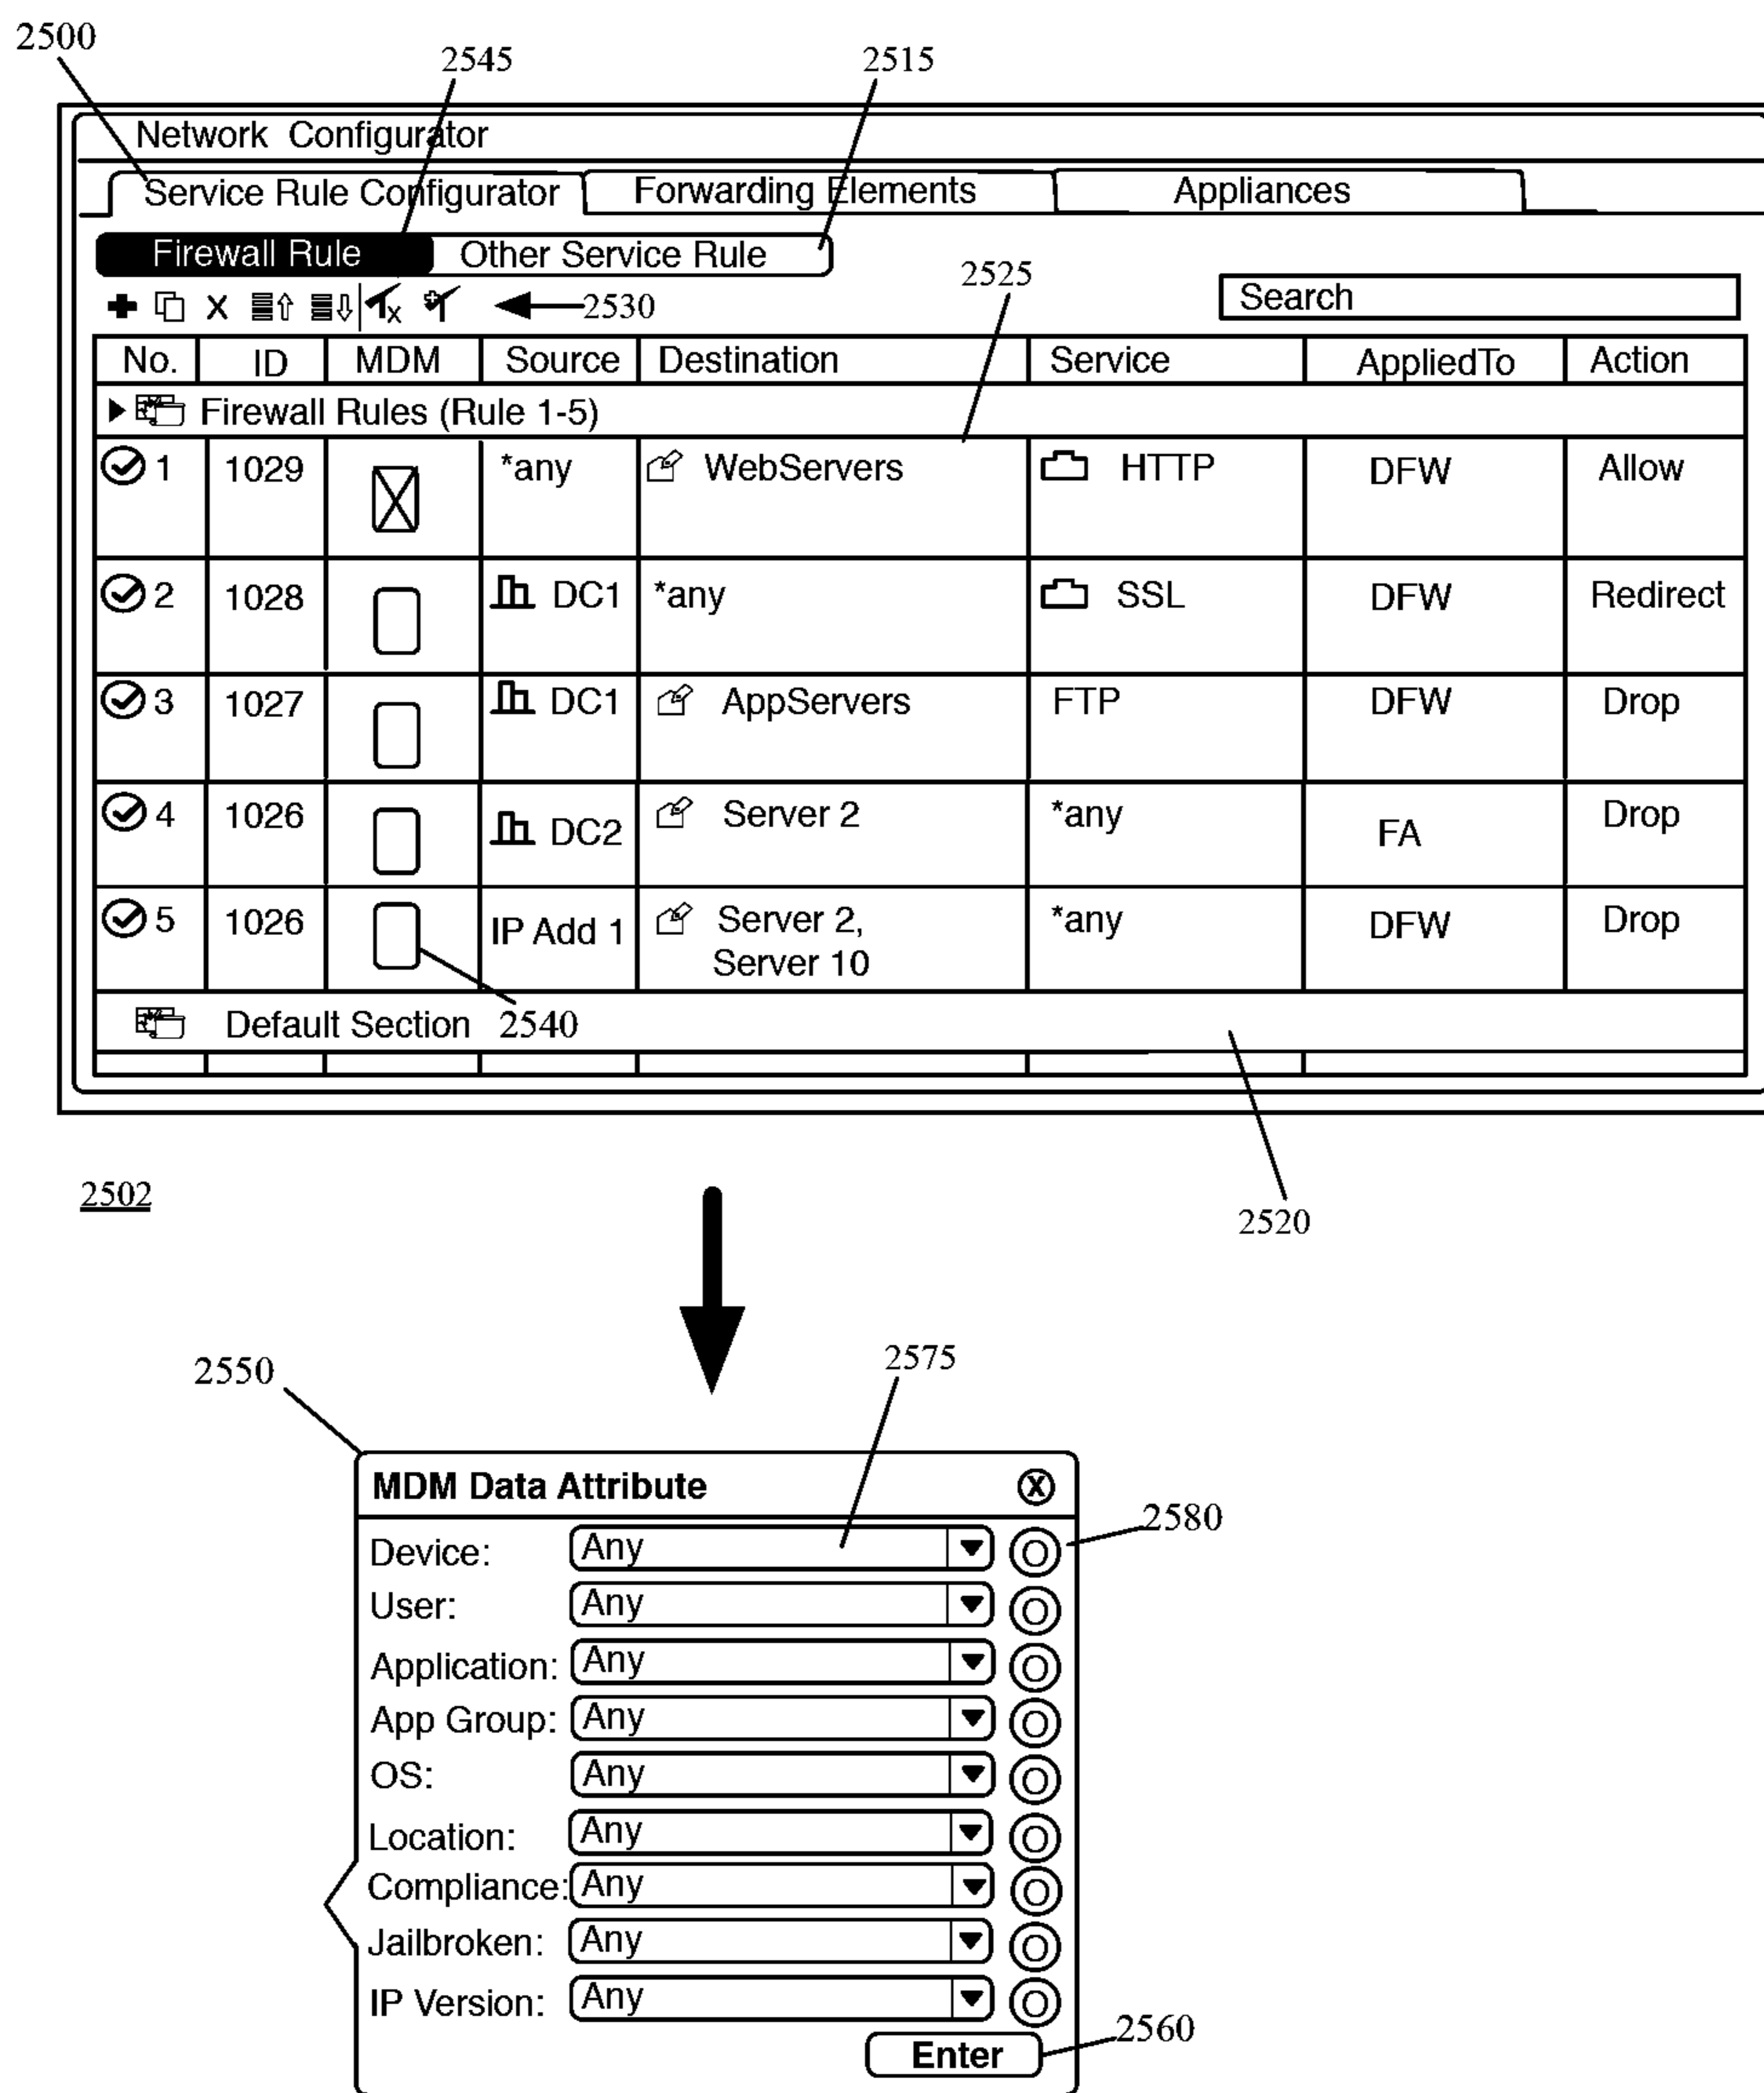 2500
2545
2515
Network Configurator
Service Rule Configurator Forwarding Elements Appliances
Firewall Rule Other Service Rule
2525
X x 2530 Search
No. ID MDM Source Destination Service AppliedTo Action
Firewall Rules (Rule 1-5)
1 1029 *any WebServers HTTP DFW Allow
2 1028 DC1 *any SSL DFW Redirect
3 1027 DC1 AppServers FTP DFW Drop
4 1026 DC2 Server 2 *any FA Drop
5 1026 IP Add 1 Server 2, *any DFW Drop
Server 10
Default Section 2540
2502
2520
2550
2575
MDM Data Attribute X
2580
Device: Any O
User: Any O
Application: Any O
App Group: Any O
OS: Any O
Location: Any O
Compliance: Any O
Jailbroken: Any O
IP Version: Any O
2560
Enter